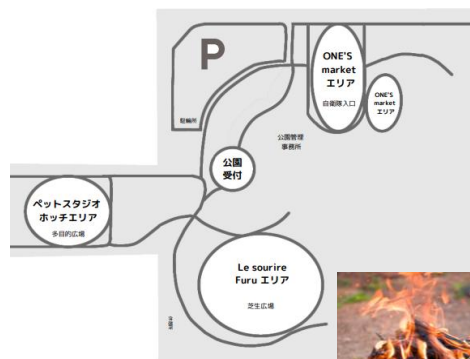 P
駐輪所
ONE'S
market
エリア
自衛隊入口
ONE'S
market
エリア
公園管理
事務所
公園
受付
ペットスタジオ
ホッチエリア
多目的広場
Le sourire
Furu エリア
芝生広場